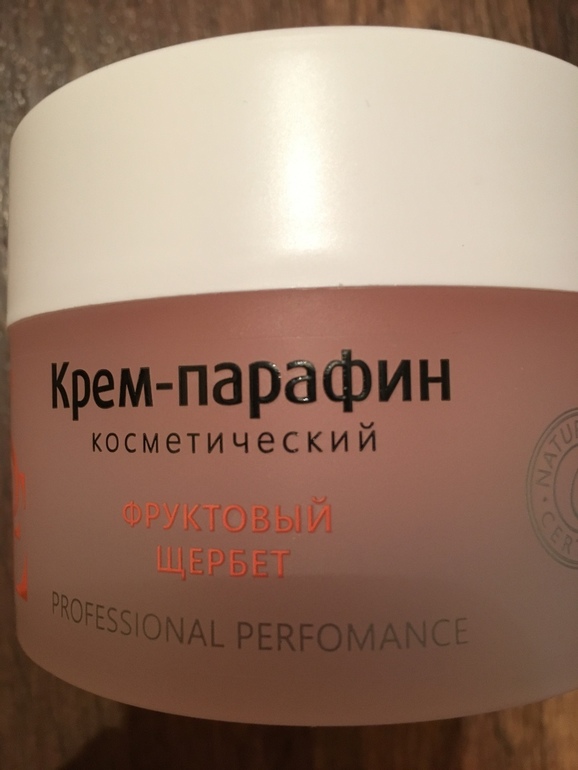 Крем-парафин
косметический
ФРУКТОВЫЙ
ЩЕРБЕТ
PROFESSIONAL PERFOMANCE